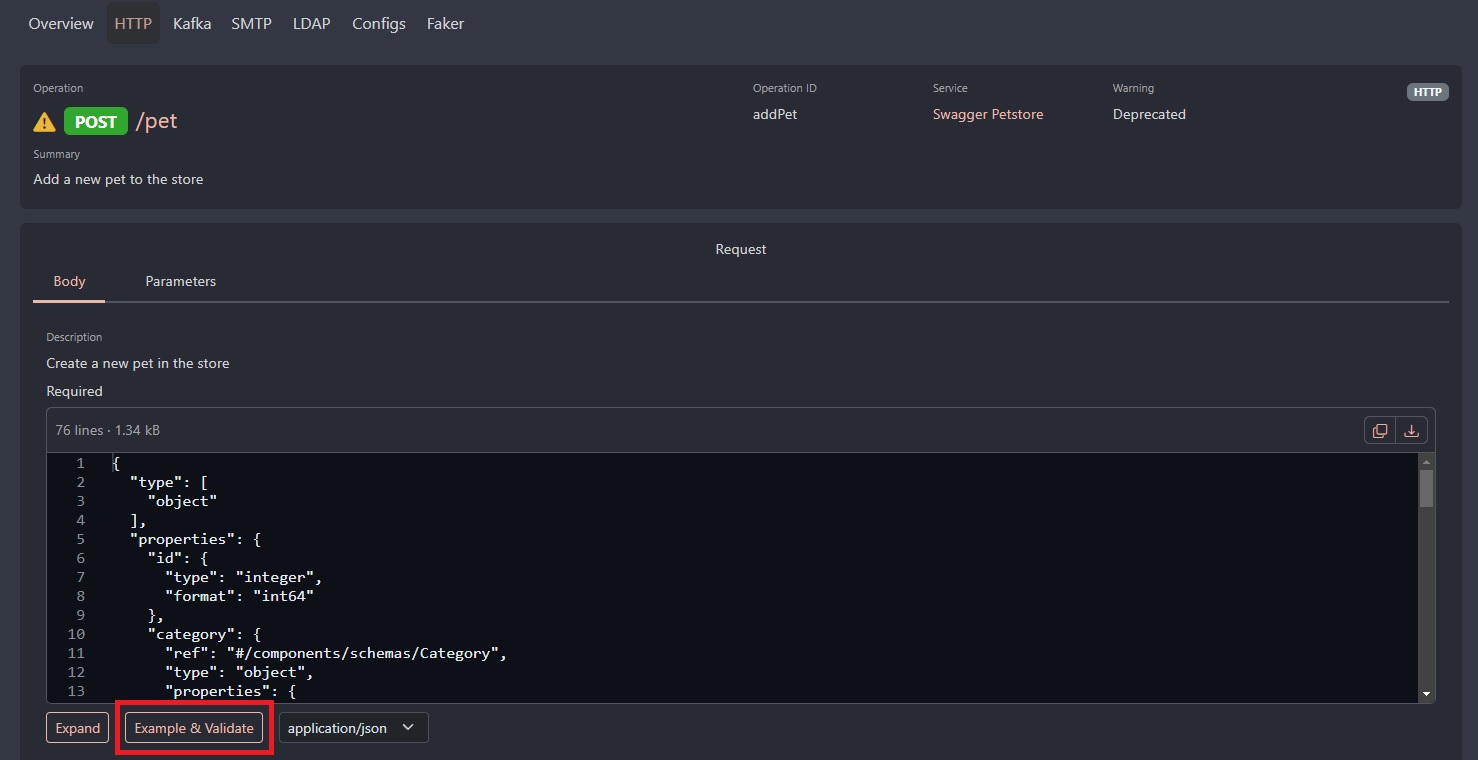 Overview HTTP Kafka SMTP LDAP Configs Faker
Operation Operation ID Service Warning HTTP
POST /pet addPet Swagger Petstore Deprecated
Summary
Add a new pet to the store
Request
Body Parameters
Description
Create a new pet in the store
Required
76 lines · 1.34 kB
1 {
2 "type": [
3 "object"
4 ],
5 "properties": {
6 "id": {
7 "type": "integer",
8 "format": "int64"
9 },
10 "category": {
11 "ref": "#/components/schemas/Category",
12 "type": "object",
13 "properties": {
Expand Example & Validate application/json